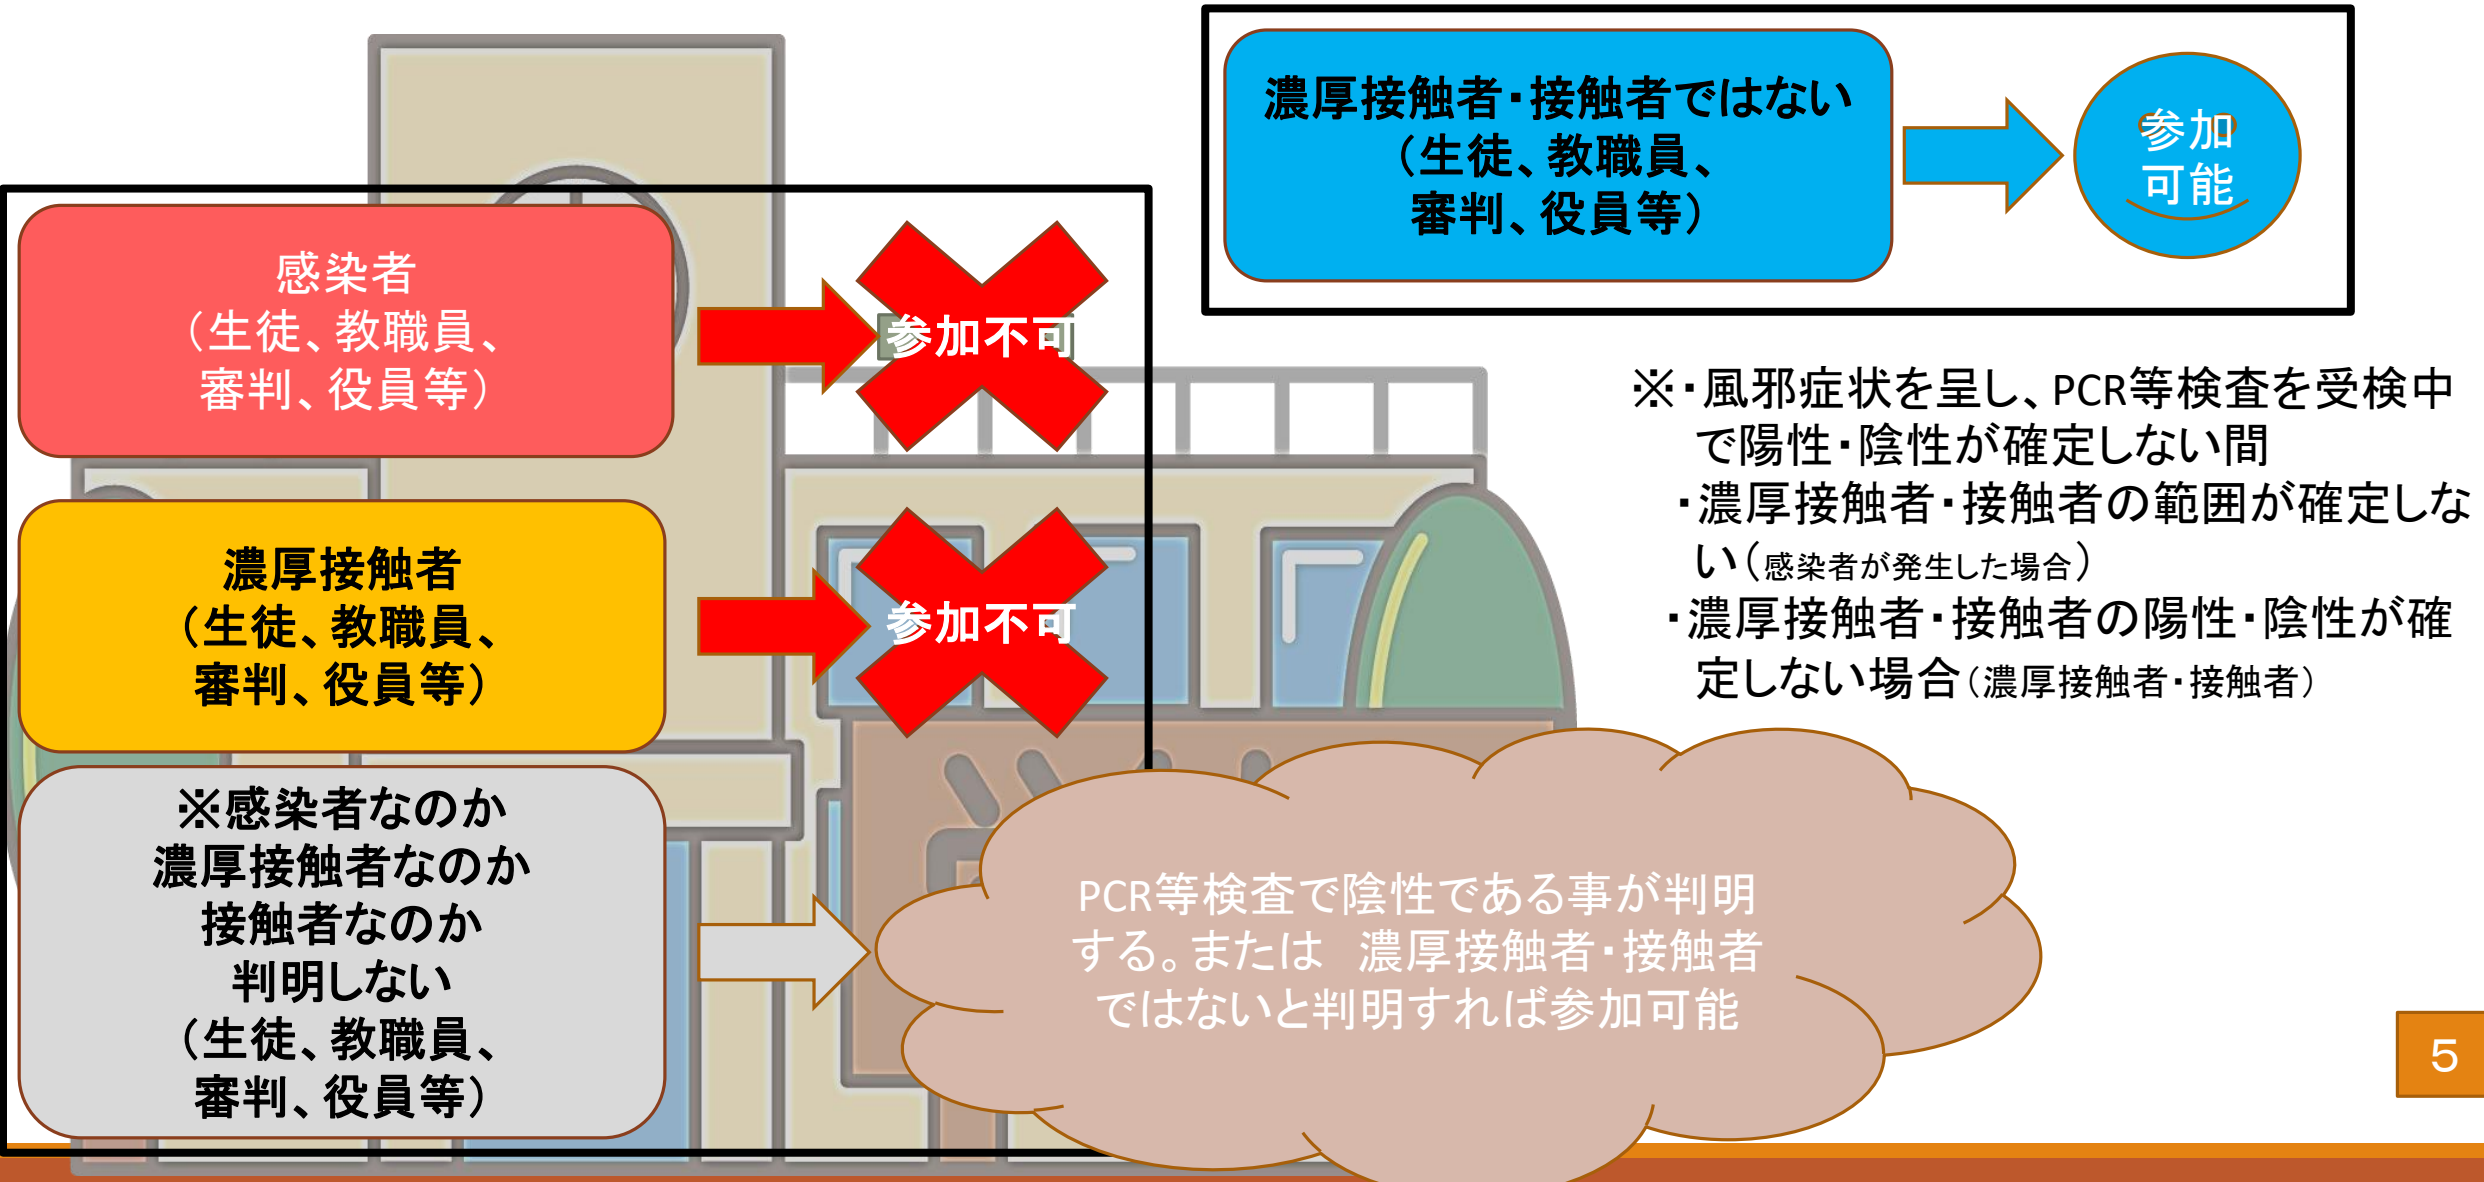 濃厚接触者・接触者ではない
（生徒、教職員、
審判、役員等）
参加
可能
感染者
（生徒、教職員、
審判、役員等）
参加不可
濃厚接触者
（生徒、教職員、
審判、役員等）
参加不可
※感染者なのか
濃厚接触者なのか
接触者なのか
判明しない
（生徒、教職員、
審判、役員等）
PCR等検査で陰性である事が判明
する。または　濃厚接触者・接触者
ではないと判明すれば参加可能
※・風邪症状を呈し、PCR等検査を受検中
で陽性・陰性が確定しない間
・濃厚接触者・接触者の範囲が確定しな
い（感染者が発生した場合）
・濃厚接触者・接触者の陽性・陰性が確
定しない場合（濃厚接触者・接触者）
5